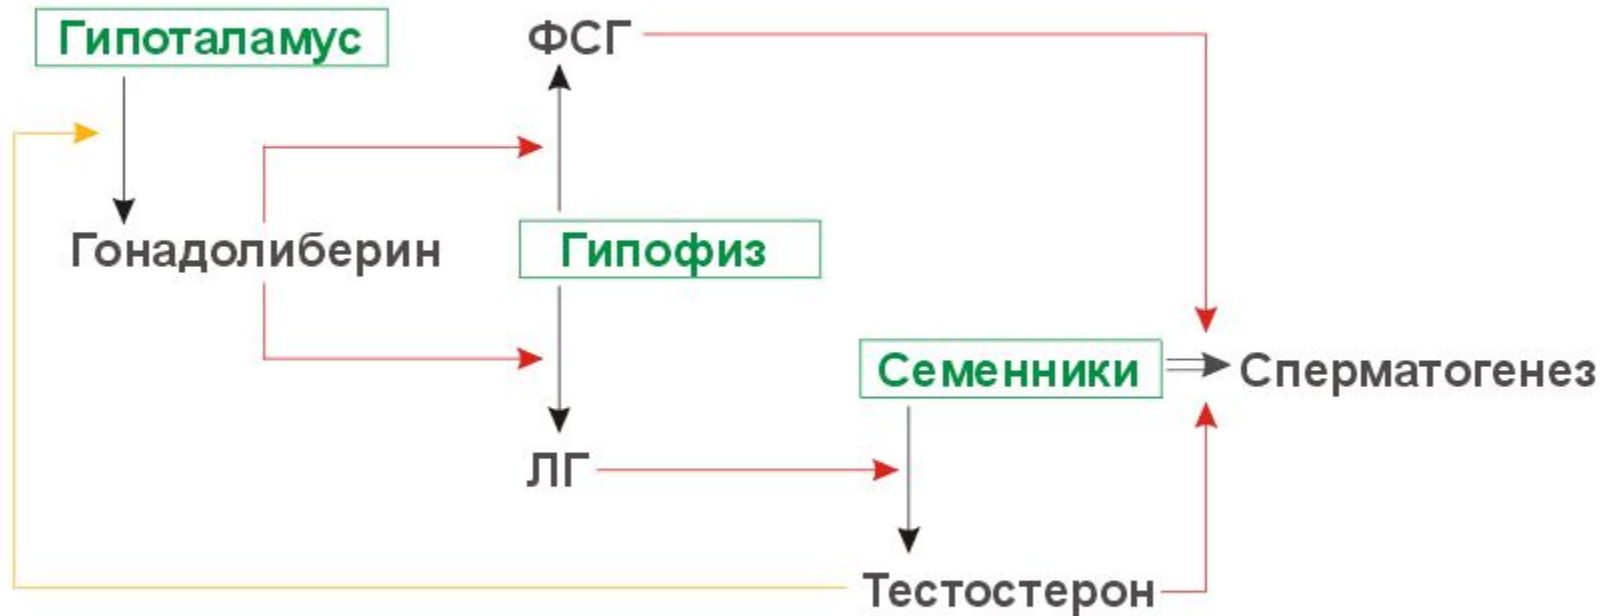 Гипоталамус
ФСГ
Гонадолиберин
Гипофиз
Семенники
Сперматогенез
ЛГ
Тестостерон